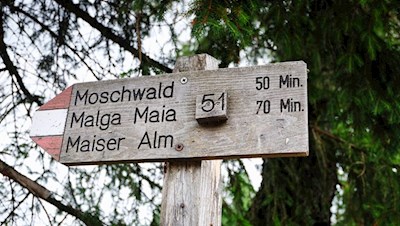 Moschwald 50 Min.
Malga Maia 51 70 Min.
Maiser Alm